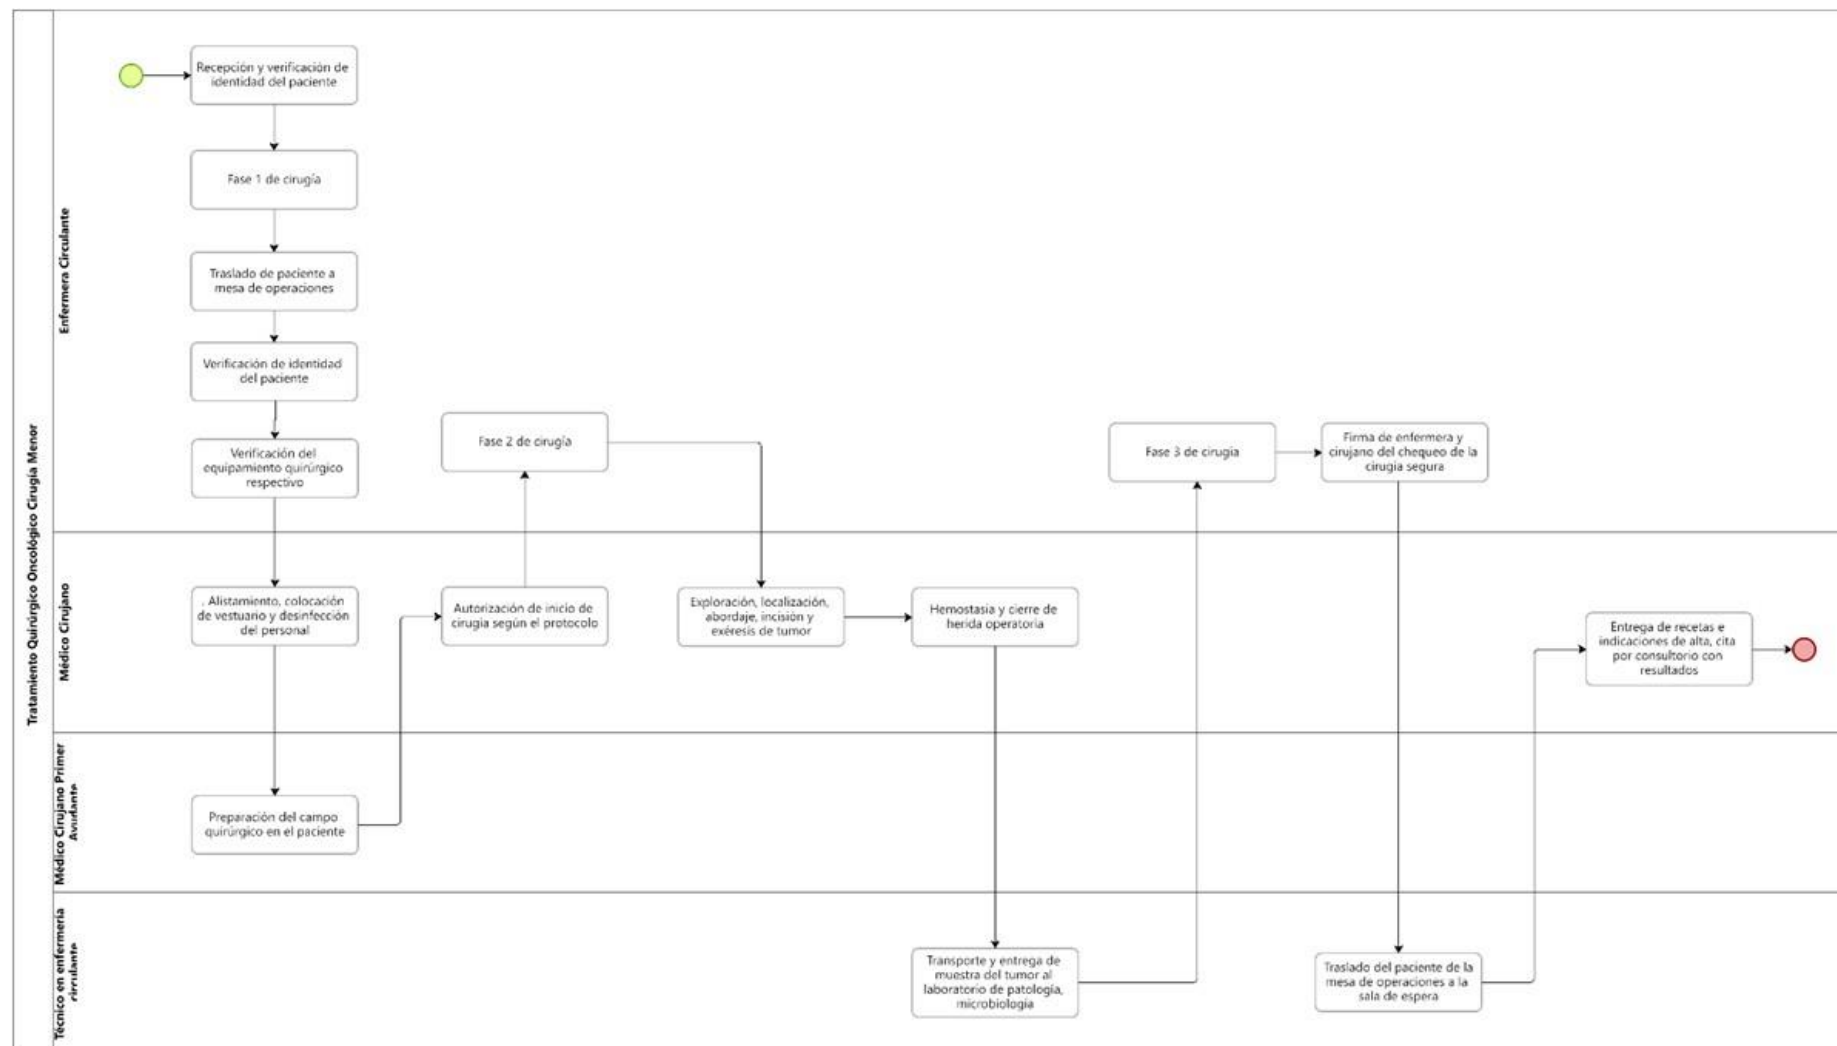 Tratamiento Quirúrgico Oncológico Cirugía Menor
Enfermera Circulante
Recepción y verificación de
identidad del paciente
Fase 1 de cirugía
Traslado de paciente a
mesa de operaciones
Verificación de identidad
del paciente
Verificación del
equipamiento quirúrgico
respectivo
Fase 2 de cirugía
Fase 3 de cirugía
Firma de enfermera y
cirujano del chequeo de la
cirugía segura
Médico Cirujano
. Alistamiento, colocación
de vestuario y desinfección
del personal
Autorización de inicio de
cirugía según el protocolo
Exploración, localización,
abordaje, incisión y
exéresis de tumor
Hemostasia y cierre de
herida operatoria
Entrega de recetas e
indicaciones de alta, cita
por consultorio con
resultados
Médico Cirujano Primer
Ayudante
Preparación del campo
quirúrgico en el paciente
Técnico en enfermería
circulante
Transporte y entrega de
muestra del tumor al
laboratorio de patología,
microbiología
Traslado del paciente de la
mesa de operaciones a la
sala de espera